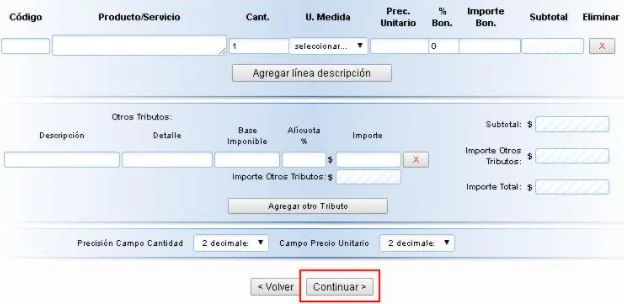 Código Producto/Servicio Cant. U. Medida Prec. Unitario % Bon. Importe Bon. Subtotal Eliminar
1 seleccionar... ▼ 0 X
Agregar línea descripción
Otros Tributos:
Descripción Detalle Base Imponible Alícuota % Importe
$ X
Importe Otros Tributos: $
Agregar otro Tributo
Subtotal: $
Importe Otros Tributos: $
Importe Total: $
Precisión Campo Cantidad 2 decimale: ▼ Campo Precio Unitario 2 decimale: ▼
< Volver Continuar >